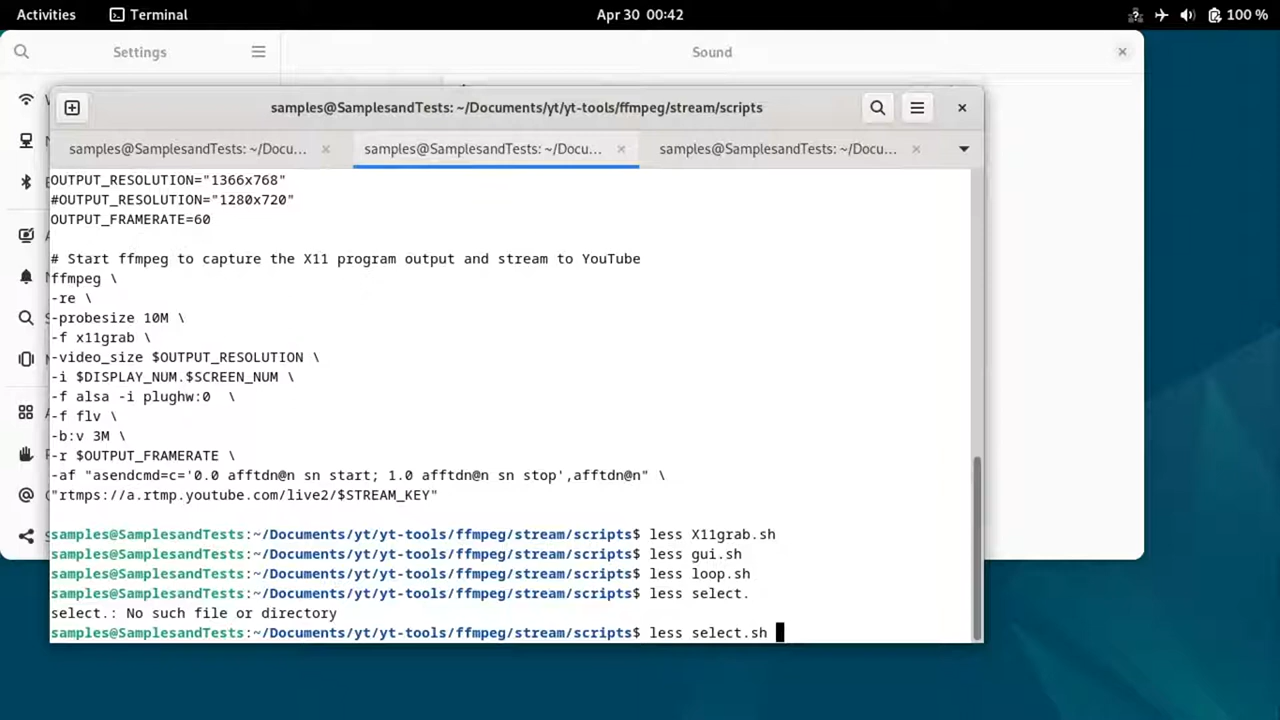 Activities
Terminal
Apr 30 00:42
100 %
Settings
Sound
samples@SamplesandTests: ~/Documents/yt/yt-tools/ffmpeg/stream/scripts
samples@SamplesandTests: ~/Docu...
samples@SamplesandTests: ~/Docu...
samples@SamplesandTests: ~/Docu...
OUTPUT_RESOLUTION="1366x768"
#OUTPUT_RESOLUTION="1280x720"
OUTPUT_FRAMERATE=60
# Start ffmpeg to capture the X11 program output and stream to YouTube
ffmpeg \
-re \
-probesize 10M \
-f x11grab \
-video_size $OUTPUT_RESOLUTION \
-i $DISPLAY_NUM.$SCREEN_NUM \
-f alsa -i plughw:0  \
-f flv \
-b:v 3M \
-r $OUTPUT_FRAMERATE \
-af "asendcmd=c='0.0 afftdn@n sn start; 1.0 afftdn@n sn stop',afftdn@n" \
"rtmps://a.rtmp.youtube.com/live2/$STREAM_KEY"
samples@SamplesandTests:~/Documents/yt/yt-tools/ffmpeg/stream/scripts$ less X11grab.sh
samples@SamplesandTests:~/Documents/yt/yt-tools/ffmpeg/stream/scripts$ less gui.sh
samples@SamplesandTests:~/Documents/yt/yt-tools/ffmpeg/stream/scripts$ less loop.sh
samples@SamplesandTests:~/Documents/yt/yt-tools/ffmpeg/stream/scripts$ less select.
select.: No such file or directory
samples@SamplesandTests:~/Documents/yt/yt-tools/ffmpeg/stream/scripts$ less select.sh